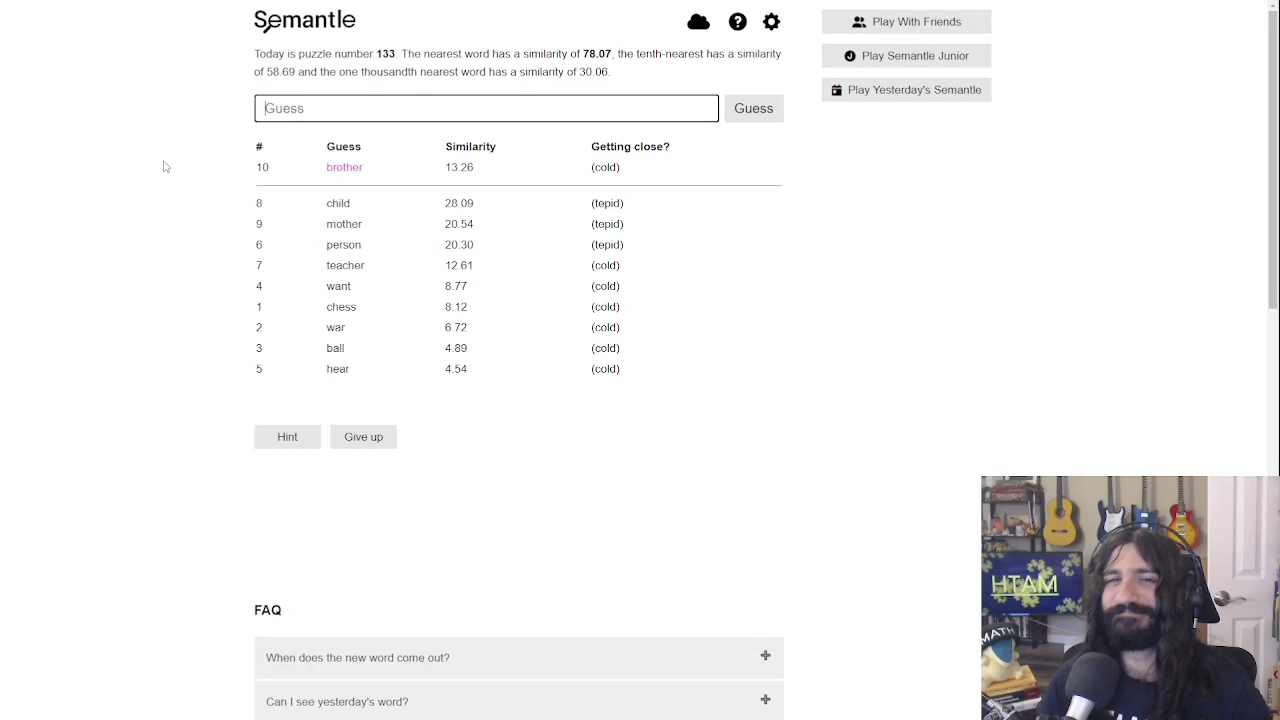 Semantle
Play With Friends
Today is puzzle number 133. The nearest word has a similarity of 78.07, the tenth-nearest has a similarity
of 58.69 and the one thousandth nearest word has a similarity of 30.06.
Play Semantle Junior
Play Yesterday's Semantle
Guess Guess
# Guess Similarity Getting close?
10 brother 13.26 (cold)
8 child 28.09 (tepid)
9 mother 20.54 (tepid)
6 person 20.30 (tepid)
7 teacher 12.61 (cold)
4 want 8.77 (cold)
1 chess 8.12 (cold)
2 war 6.72 (cold)
3 ball 4.89 (cold)
5 hear 4.54 (cold)
Hint Give up
HTAM
MATH
FAQ
When does the new word come out?
Can I see yesterday's word?